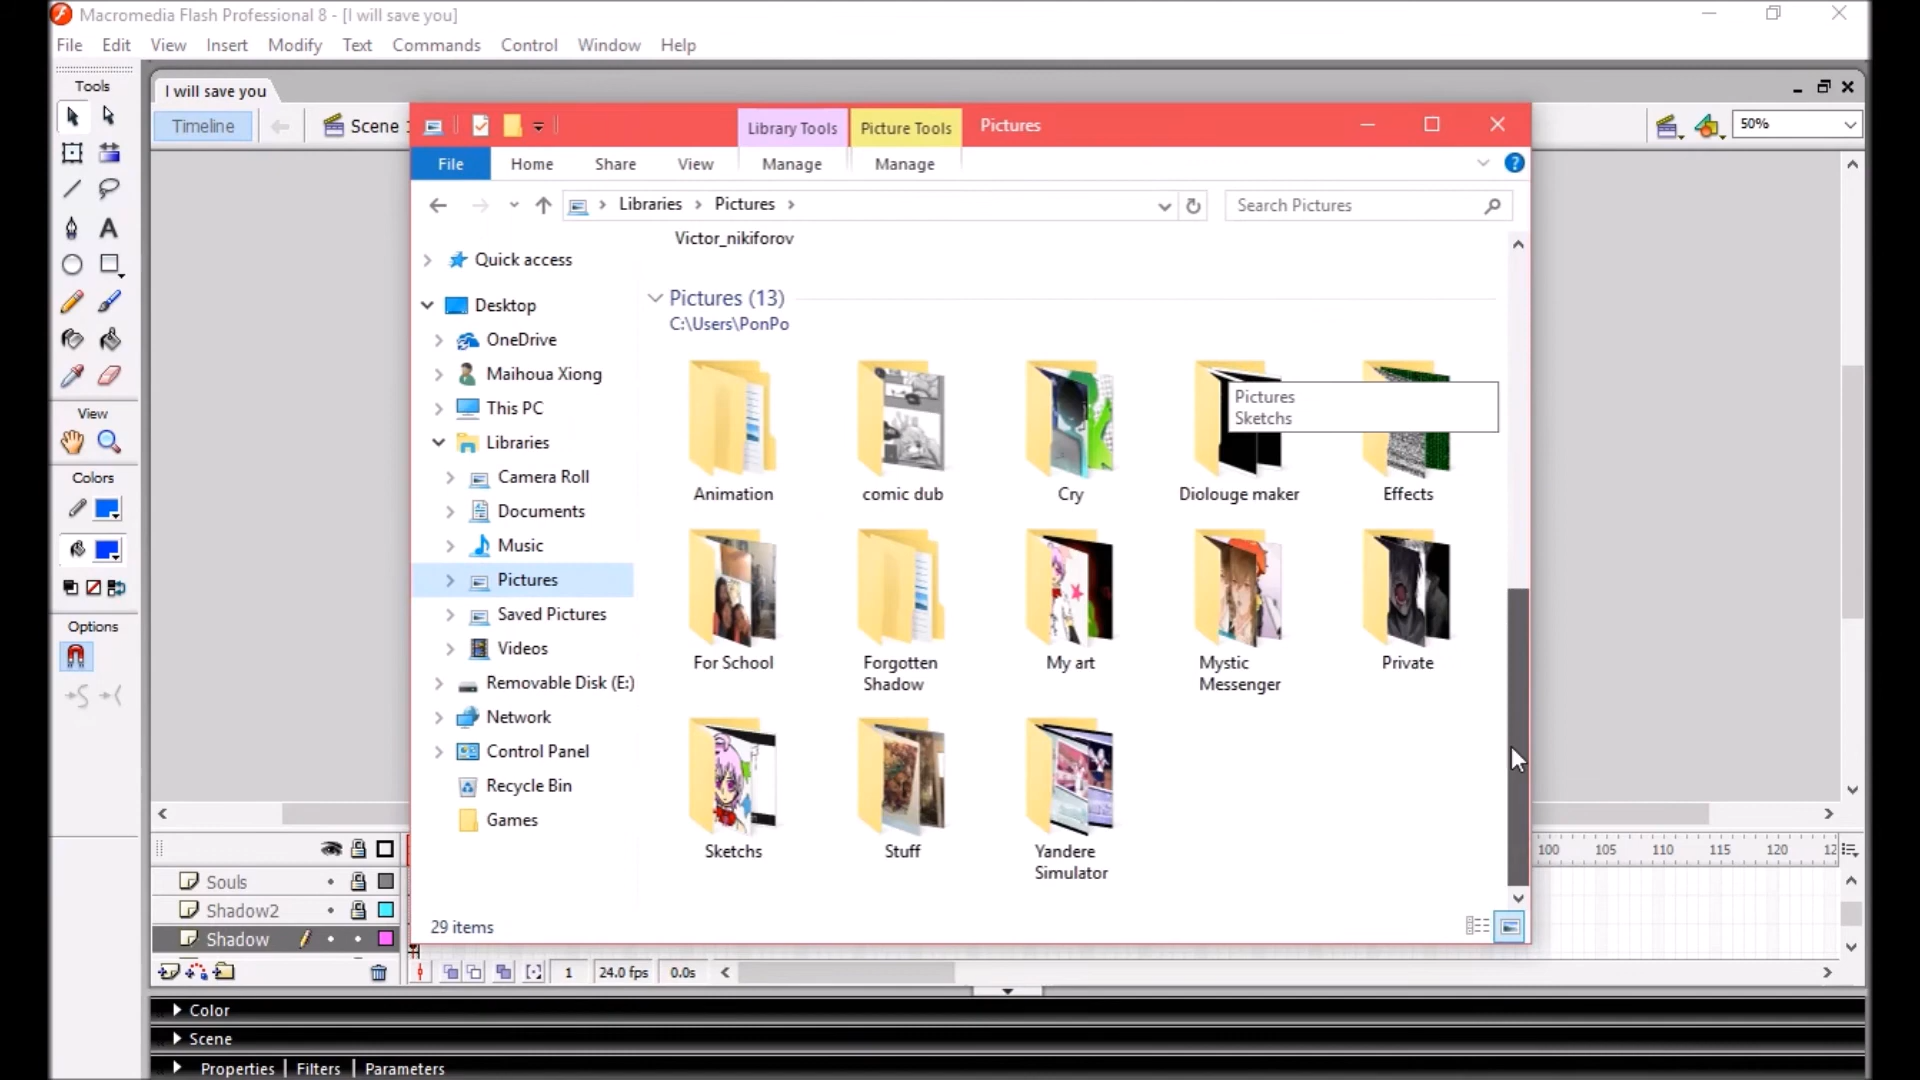 Macromedia Flash Professional 8 - [I will save you]
File Edit View Insert Modify Text Commands Control Window Help
Tools
I will save you
Timeline
Scene 1
50%
Library Tools
Picture Tools
Pictures
File Home Share View Manage Manage
Libraries Pictures
Search Pictures
Victor_nikiforov
Quick access
Pictures (13)
C:\Users\PonPo
Desktop
OneDrive
Maihoua Xiong
This PC
Libraries
Camera Roll
Documents
Music
Pictures
Saved Pictures
Videos
Removable Disk (E:)
Network
Control Panel
Recycle Bin
Games
Pictures
Sketchs
Animation
comic dub
Cry
Diolouge maker
Effects
For School
Forgotten
Shadow
My art
Mystic
Messenger
Private
Sketchs
Stuff
Yandere
Simulator
29 items
View
Colors
Options
Souls
Shadow2
Shadow
100 105 110 115 120 12
1 24.0 fps 0.0s
Color
Scene
Properties Filters Parameters